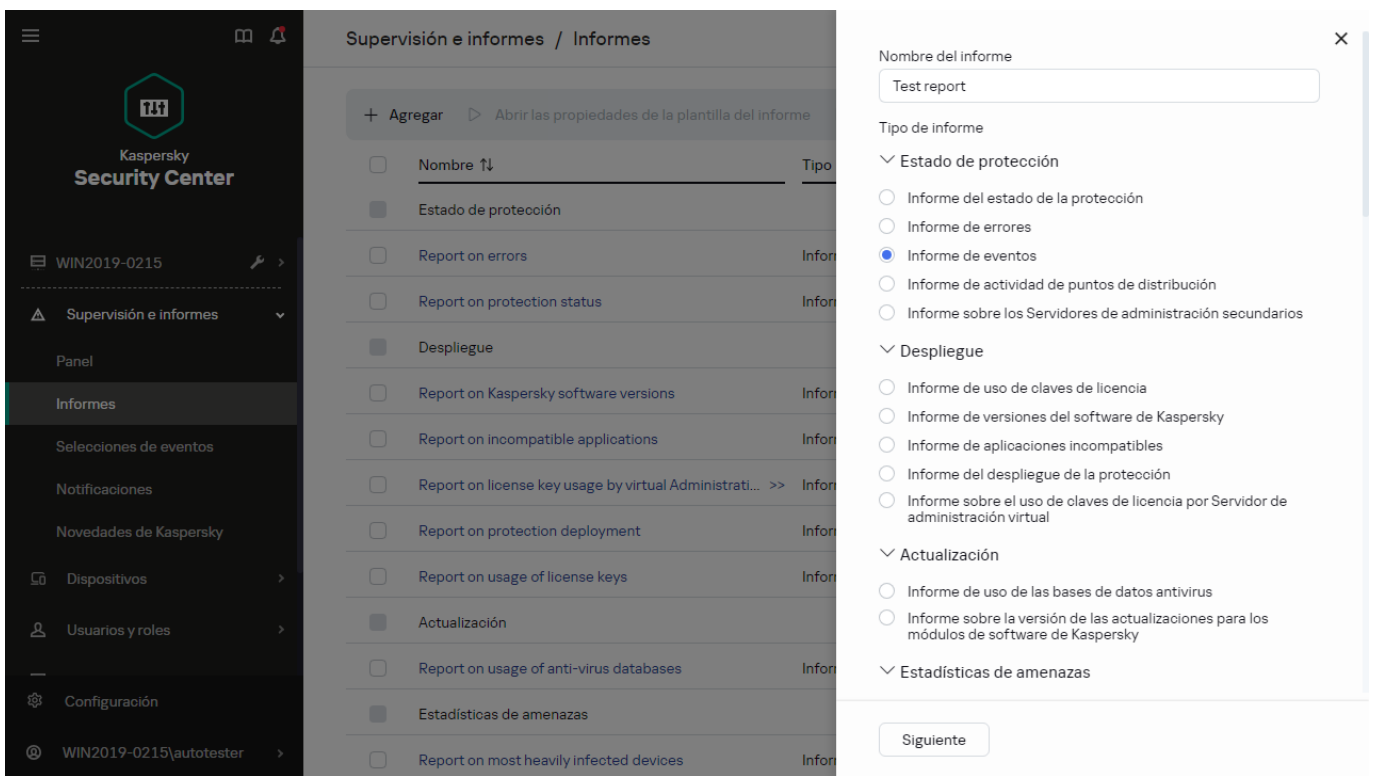 Kaspersky
Security Center
WIN2019-0215
Supervisión e informes
Panel
Informes
Selecciones de eventos
Notificaciones
Novedades de Kaspersky
Dispositivos
Usuarios y roles
Configuración
WIN2019-0215\autotester
Supervisión e informes / Informes
+ Agregar
Abrir las propiedades de la plantilla del informe
Nombre
Tipo
Estado de protección
Report on errors
Infor
Report on protection status
Infor
Despliegue
Report on Kaspersky software versions
Infor
Report on incompatible applications
Infor
Report on license key usage by virtual Administrati... >>
Infor
Report on protection deployment
Infor
Report on usage of license keys
Infor
Actualización
Report on usage of anti-virus databases
Infor
Estadísticas de amenazas
Report on most heavily infected devices
Infor
Nombre del informe
Test report
Tipo de informe
Estado de protección
Informe del estado de la protección
Informe de errores
Informe de eventos
Informe de actividad de puntos de distribución
Informe sobre los Servidores de administración secundarios
Despliegue
Informe de uso de claves de licencia
Informe de versiones del software de Kaspersky
Informe de aplicaciones incompatibles
Informe del despliegue de la protección
Informe sobre el uso de claves de licencia por Servidor de
administración virtual
Actualización
Informe de uso de las bases de datos antivirus
Informe sobre la versión de las actualizaciones para los
módulos de software de Kaspersky
Estadísticas de amenazas
Siguiente